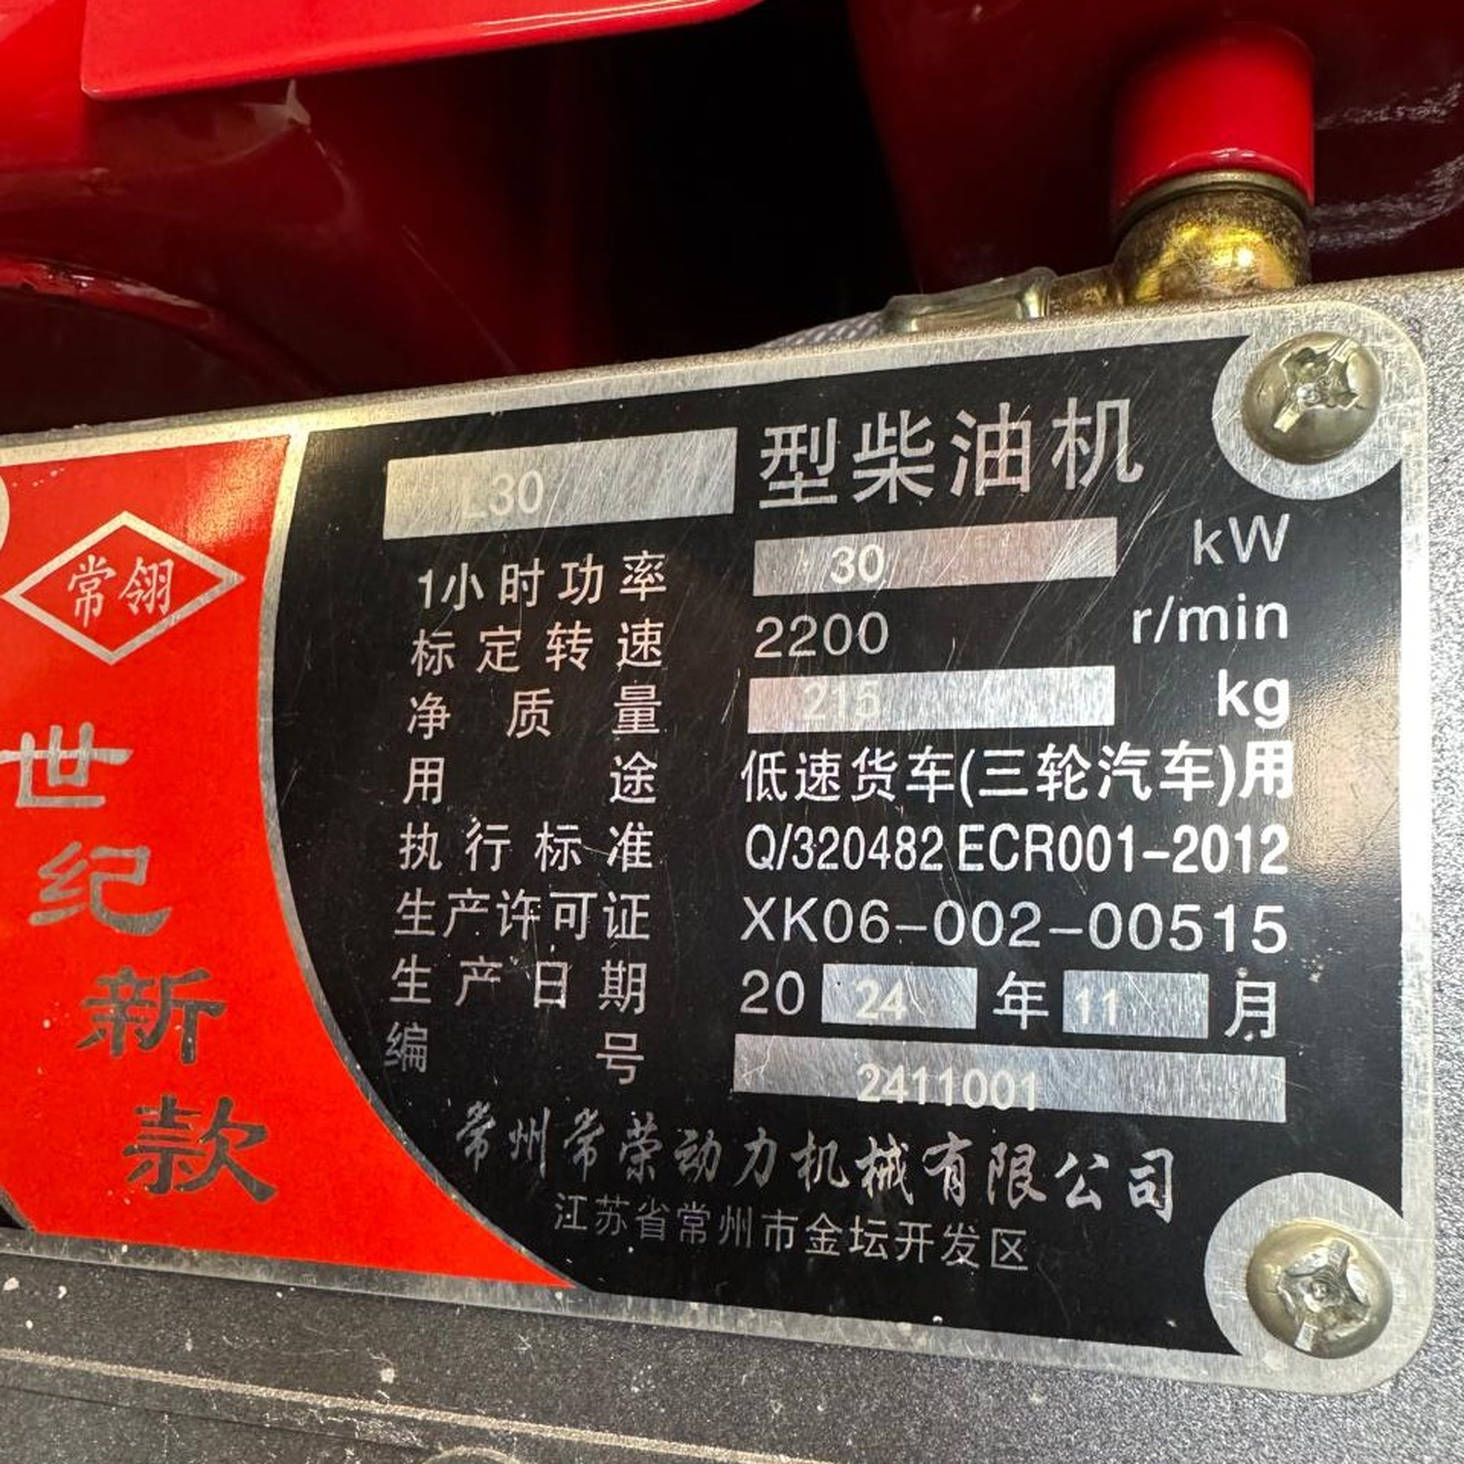 常翎
世纪新款
L30 型柴油机
1小时功率 30 kW
标定转速 2200 r/min
净质量 215 kg
用途 低速货车(三轮汽车)用
执行标准 Q/320482 ECR001-2012
生产许可证 XK06-002-00515
生产日期 2024年11月
编号 2411001
常州常荣动力机械有限公司
江苏省常州市金坛开发区